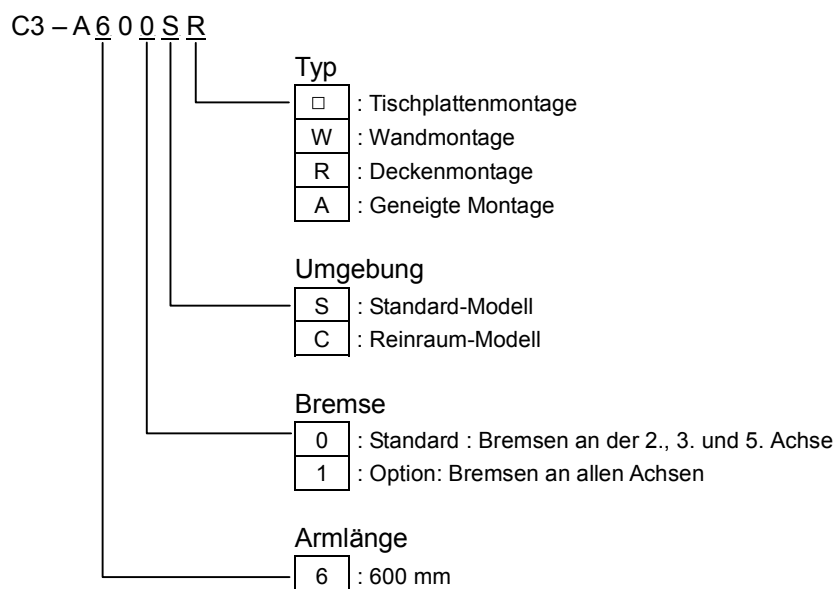 C3 – A 6 0 0 S R
Typ
□ : Tischplattenmontage
W : Wandmontage
R : Deckenmontage
A : Geneigte Montage
Umgebung
S : Standard-Modell
C : Reinraum-Modell
Bremse
0 : Standard : Bremsen an der 2., 3. und 5. Achse
1 : Option: Bremsen an allen Achsen
Armlänge
6 : 600 mm